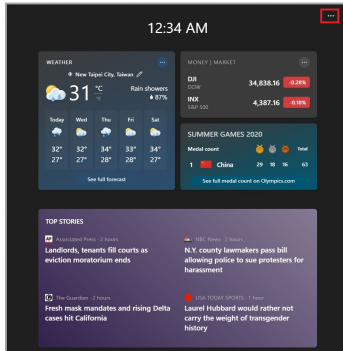 12:34 AM
WEATHER
New Taipei City, Taiwan
31 °C
Rain showers
87%
Today Wed Thu Fri Sat
32° 32° 34° 33° 34°
27° 27° 28° 28° 27°
See full forecast
MONEY | MARKET
DJI
DOW
34,838.16
-0.28%
INX
S&P 500
4,387.16
-0.18%
SUMMER GAMES 2020
Medal count
Total
1 China 29 18 16 63
See full medal count on Olympics.com
TOP STORIES
AP Associated Press · 2 hours
Landlords, tenants fill courts as
eviction moratorium ends
NBC News · 2 hours
N.Y. county lawmakers pass bill
allowing police to sue protesters for
harassment
The Guardian · 2 hours
Fresh mask mandates and rising Delta
cases hit California
USA TODAY SPORTS · 1 hour
Laurel Hubbard would rather not
carry the weight of transgender
history